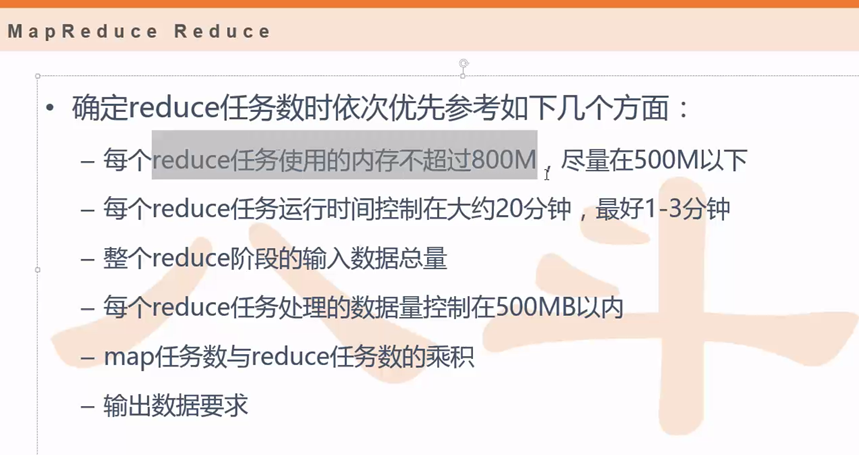 MapReduce Reduce
• 确定reduce任务数时依次优先参考如下几个方面：
– 每个reduce任务使用的内存不超过800M，尽量在500M以下
– 每个reduce任务运行时间控制在大约20分钟，最好1-3分钟
– 整个reduce阶段的输入数据总量
– 每个reduce任务处理的数据量控制在500MB以内
– map任务数与reduce任务数的乘积
– 输出数据要求
八斗